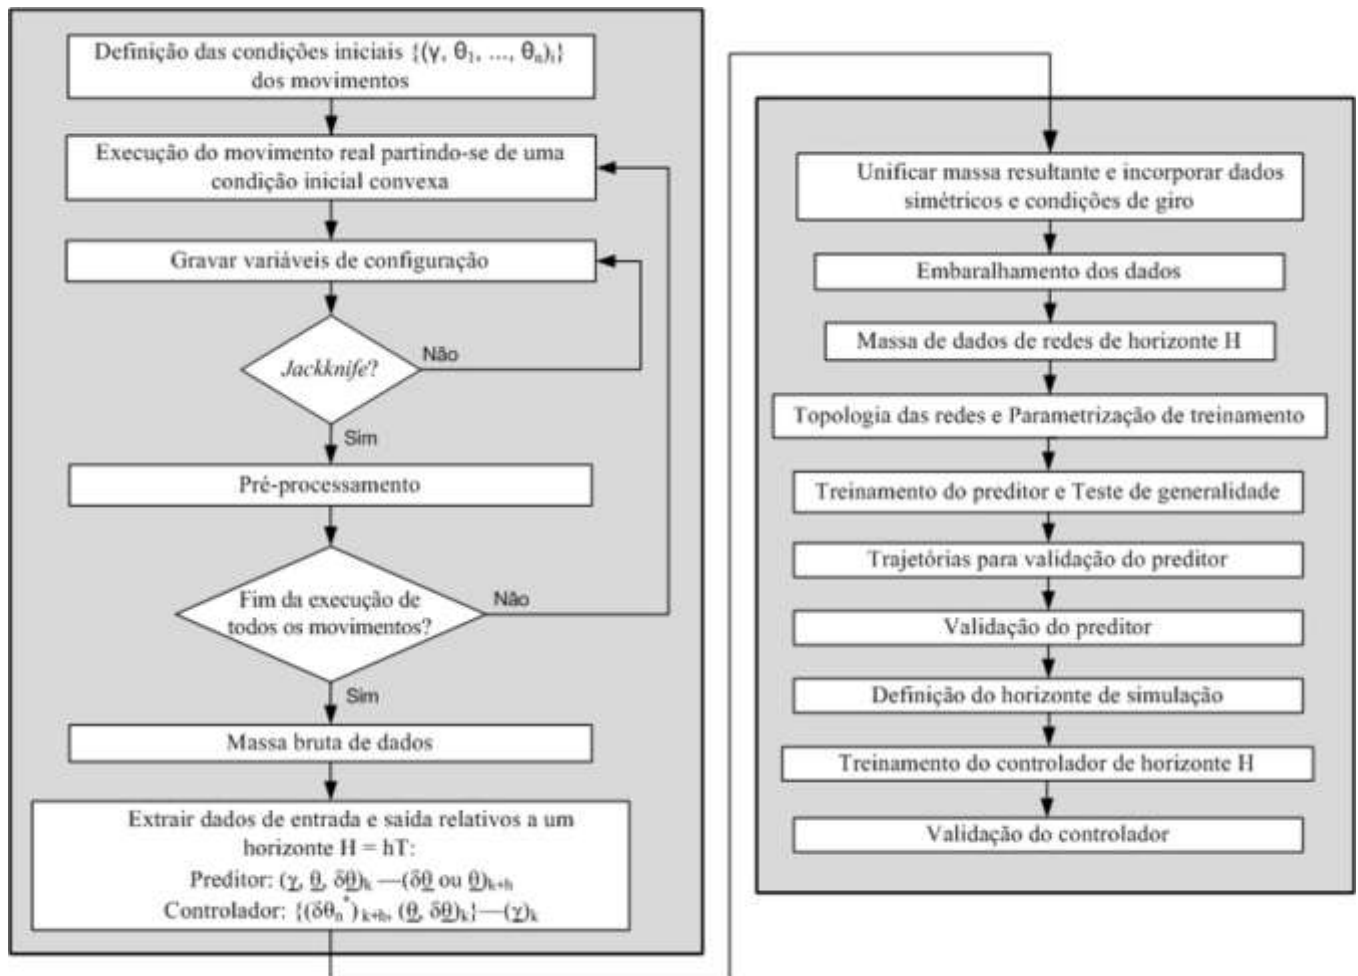 Definição das condições iniciais {(γ, θ₁, ..., θₙ)ᵢ}
dos movimentos
Execução do movimento real partindo-se de uma
condição inicial convexa
Gravar variáveis de configuração
Jackknife?
Não
Sim
Pré-processamento
Fim da execução de
todos os movimentos?
Não
Sim
Massa bruta de dados
Extrair dados de entrada e saída relativos a um
horizonte H = hT:
Preditor: (γ, θ, δθ)ₖ —(δθ ou θ)ₖ₊ₕ
Controlador: {(δθₙ*)ₖ₊ₕ, (θ, δθ)ₖ}—(γ)ₖ
Unificar massa resultante e incorporar dados
simétricos e condições de giro
Embaralhamento dos dados
Massa de dados de redes de horizonte H
Topologia das redes e Parametrização de treinamento
Treinamento do preditor e Teste de generalidade
Trajetórias para validação do preditor
Validação do preditor
Definição do horizonte de simulação
Treinamento do controlador de horizonte H
Validação do controlador